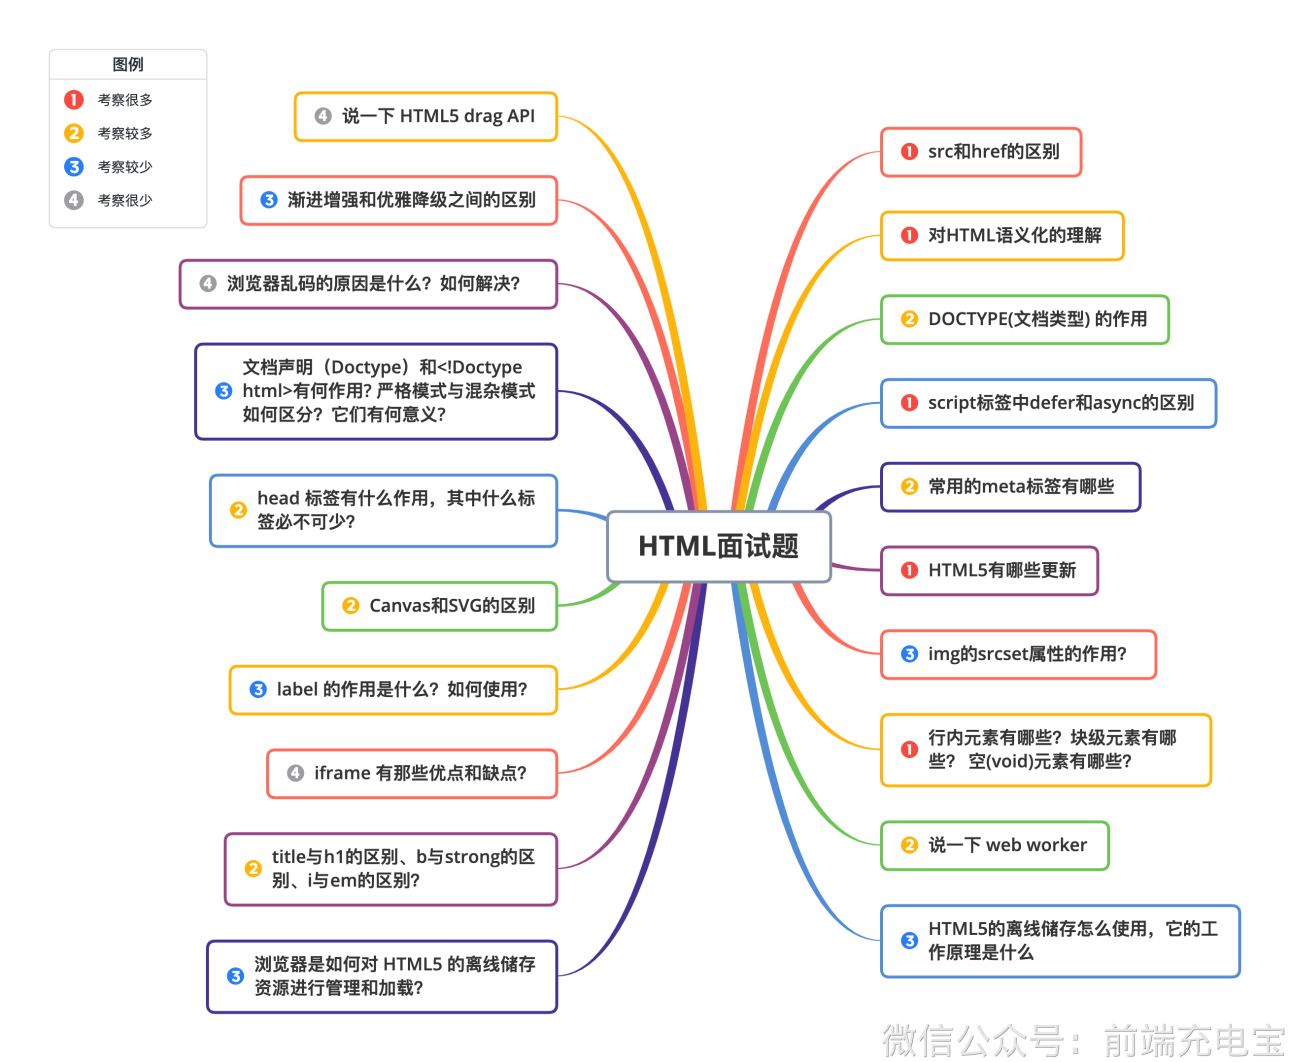 图例
1 考察很多
2 考察较多
3 考察较少
4 考察很少
HTML面试题
1 src和href的区别
1 对HTML语义化的理解
2 DOCTYPE(文档类型) 的作用
1 script标签中defer和async的区别
2 常用的meta标签有哪些
1 HTML5有哪些更新
3 img的srcset属性的作用?
1 行内元素有哪些？块级元素有哪
些？ 空(void)元素有哪些?
2 说一下 web worker
3 HTML5的离线储存怎么使用，它的工
作原理是什么
4 说一下 HTML5 drag API
3 渐进增强和优雅降级之间的区别
4 浏览器乱码的原因是什么？如何解决?
3 文档声明（Doctype）和<!Doctype
html>有何作用? 严格模式与混杂模式
如何区分？它们有何意义?
2 head 标签有什么作用，其中什么标
签必不可少?
2 Canvas和SVG的区别
3 label 的作用是什么？如何使用?
4 iframe 有那些优点和缺点?
2 title与h1的区别、b与strong的区
别、i与em的区别?
3 浏览器是如何对 HTML5 的离线储存
资源进行管理和加载?
微信公众号：前端充电宝